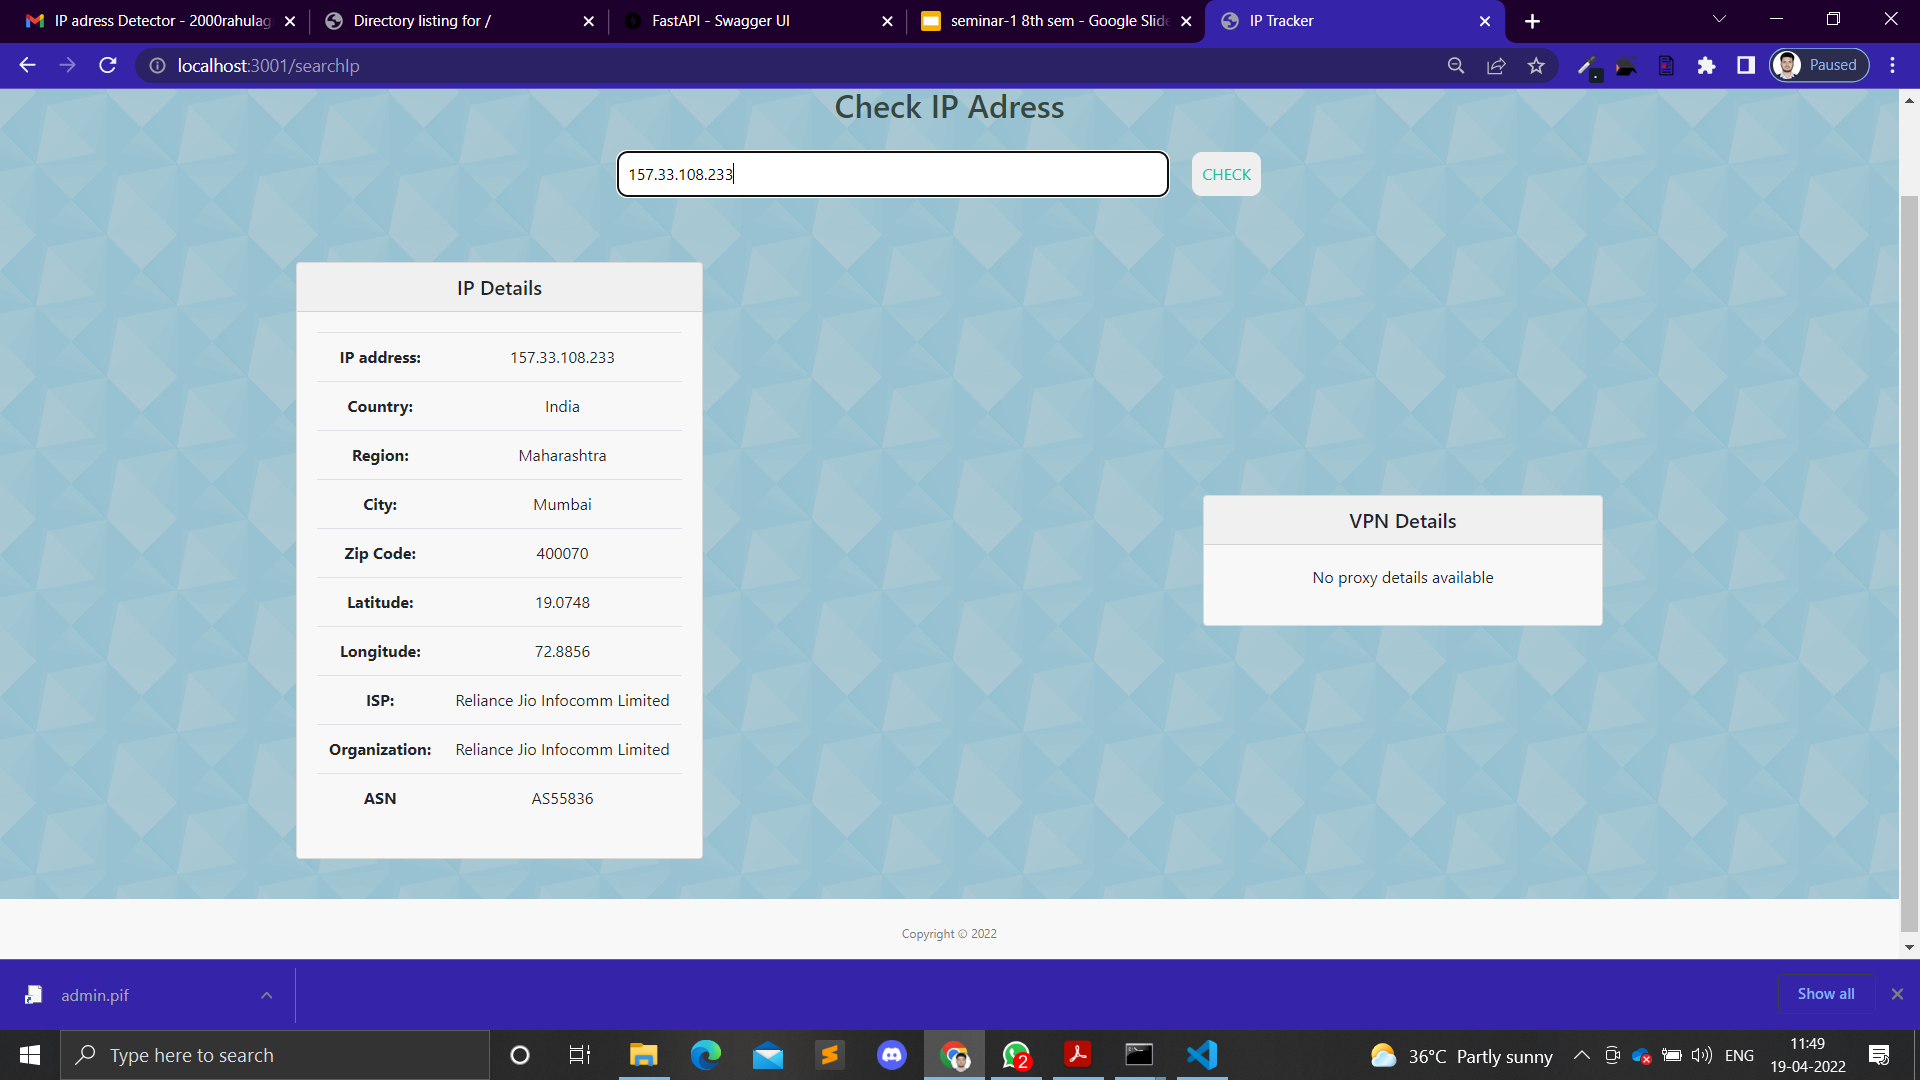 IP adress Detector - 2000rahulag
Directory listing for /
FastAPI - Swagger UI
seminar-1 8th sem - Google Slide
IP Tracker
localhost:3001/searchIp
Paused
Check IP Adress
157.33.108.233
CHECK
IP Details
IP address: 157.33.108.233
Country: India
Region: Maharashtra
City: Mumbai
Zip Code: 400070
Latitude: 19.0748
Longitude: 72.8856
ISP: Reliance Jio Infocomm Limited
Organization: Reliance Jio Infocomm Limited
ASN AS55836
VPN Details
No proxy details available
Copyright © 2022
admin.pif
Show all
Type here to search
2
36°C Partly sunny
ENG
11:49
19-04-2022